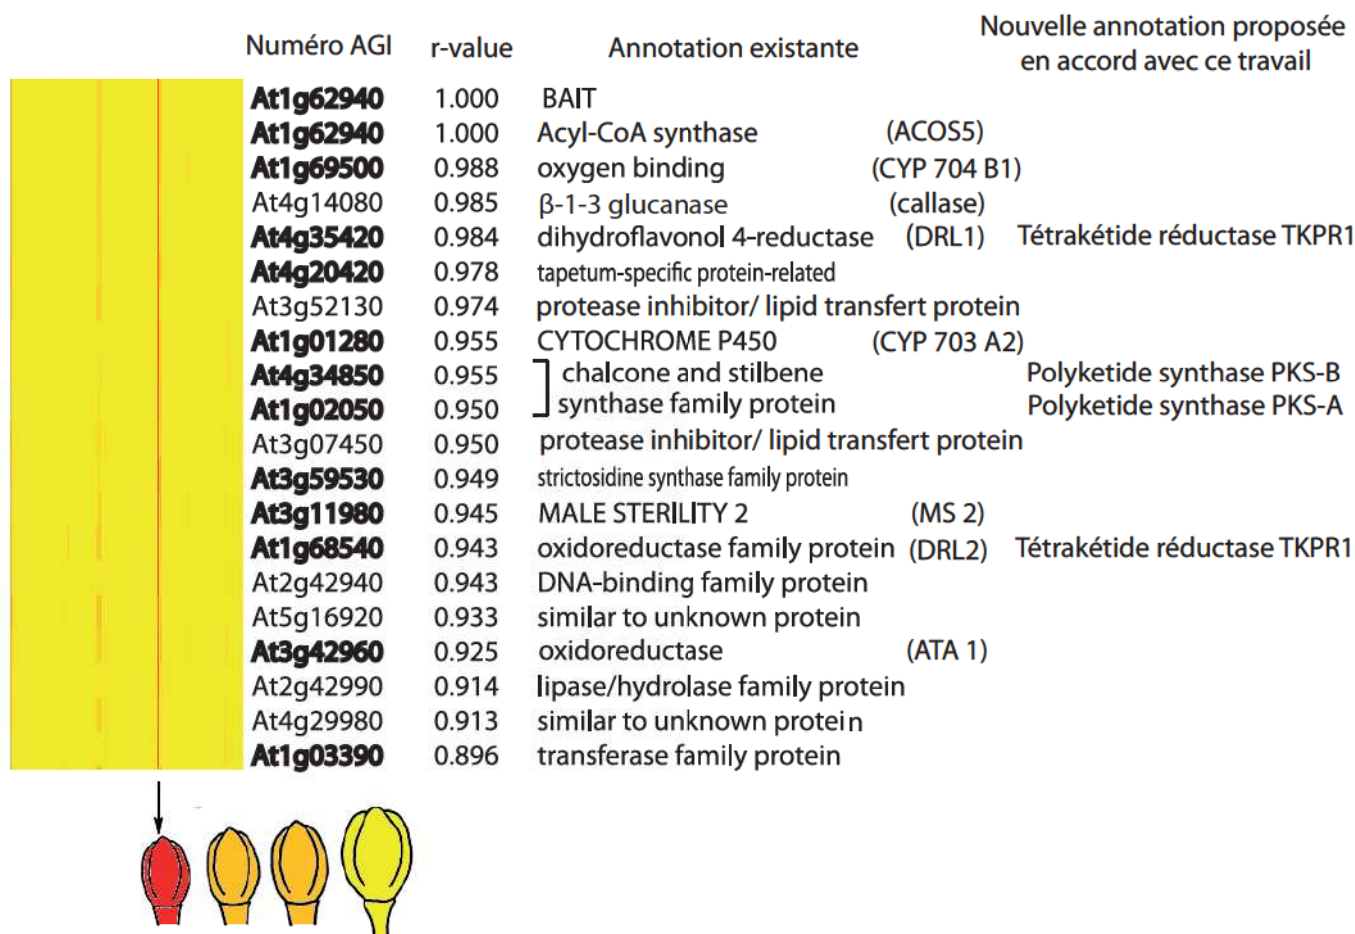 Numéro AGI r-value Annotation existante Nouvelle annotation proposée
en accord avec ce travail
At1g62940 1.000 BAIT
At1g62940 1.000 Acyl-CoA synthase (ACOS5)
At1g69500 0.988 oxygen binding (CYP 704 B1)
At4g14080 0.985 β-1-3 glucanase (callase)
At4g35420 0.984 dihydroflavonol 4-reductase (DRL1) Tétrakétide réductase TKPR1
At4g20420 0.978 tapetum-specific protein-related
At3g52130 0.974 protease inhibitor/ lipid transfert protein
At1g01280 0.955 CYTOCHROME P450 (CYP 703 A2)
At4g34850 0.955 chalcone and stilbene Polyketide synthase PKS-B
At1g02050 0.950 synthase family protein Polyketide synthase PKS-A
At3g07450 0.950 protease inhibitor/ lipid transfert protein
At3g59530 0.949 strictosidine synthase family protein
At3g11980 0.945 MALE STERILITY 2 (MS 2)
At1g68540 0.943 oxidoreductase family protein (DRL2) Tétrakétide réductase TKPR1
At2g42940 0.943 DNA-binding family protein
At5g16920 0.933 similar to unknown protein
At3g42960 0.925 oxidoreductase (ATA 1)
At2g42990 0.914 lipase/hydrolase family protein
At4g29980 0.913 similar to unknown protein
At1g03390 0.896 transferase family protein